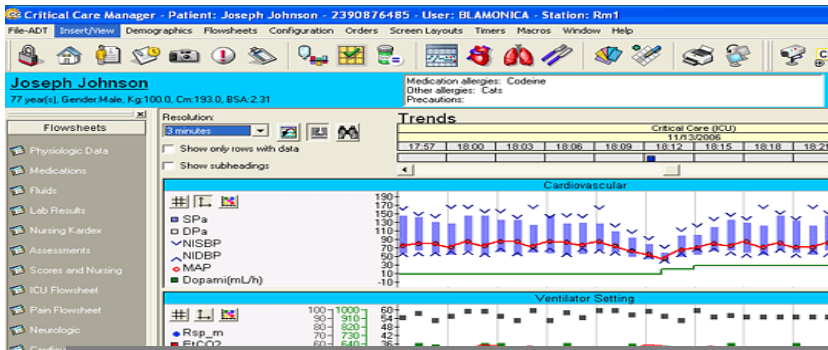 Critical Care Manager - Patient: Joseph Johnson - 2390876485 - User: BLAMONICA - Station: Rm1
File-ADT Insert/View Demographics Flowsheets Configuration Orders Screen Layouts Timers Macros Window Help
Joseph Johnson
77 year(s), Gender:Male, Kg:100.0, Cm:193.0, BSA:2.31
Medication allergies: Codeine
Other allergies: Cats
Precautions:
Flowsheets
Physiologic Data
Medications
Fluids
Lab Results
Nursing Kardex
Assessments
Scores and Nursing
ICU Flowsheet
Pain Flowsheet
Neurologic
Resolution:
3 minutes
Show only rows with data
Show subheadings
Trends
Critical Care (ICU)
11/13/2006
17:57 18:00 18:03 18:06 18:09 18:12 18:15 18:18 18:21
Cardiovascular
SPa
DPa
NISBP
NIDBP
MAP
Dopami(mL/h)
190
170
150
130
110
90
70
50
30
10
-10
Ventilator Setting
Rsp_m
EtCO2
100 1000 60
90 910 54
80 820 48
70 730 42
60 640 36